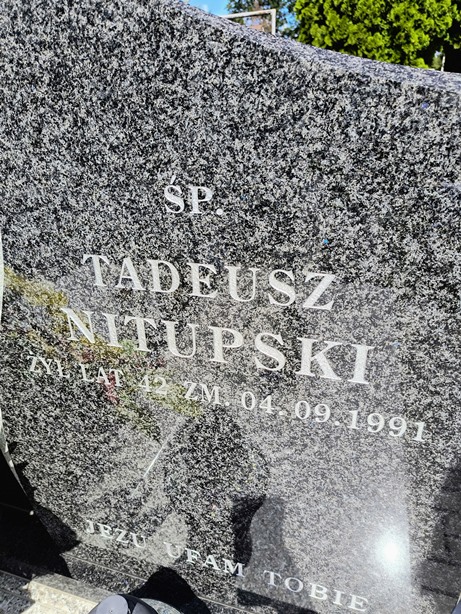 ŚP.
TADEUSZ
NITUPSKI
ŻYŁ LAT 42 ZM. 04.09.1991
JEZU UFAM TOBIE